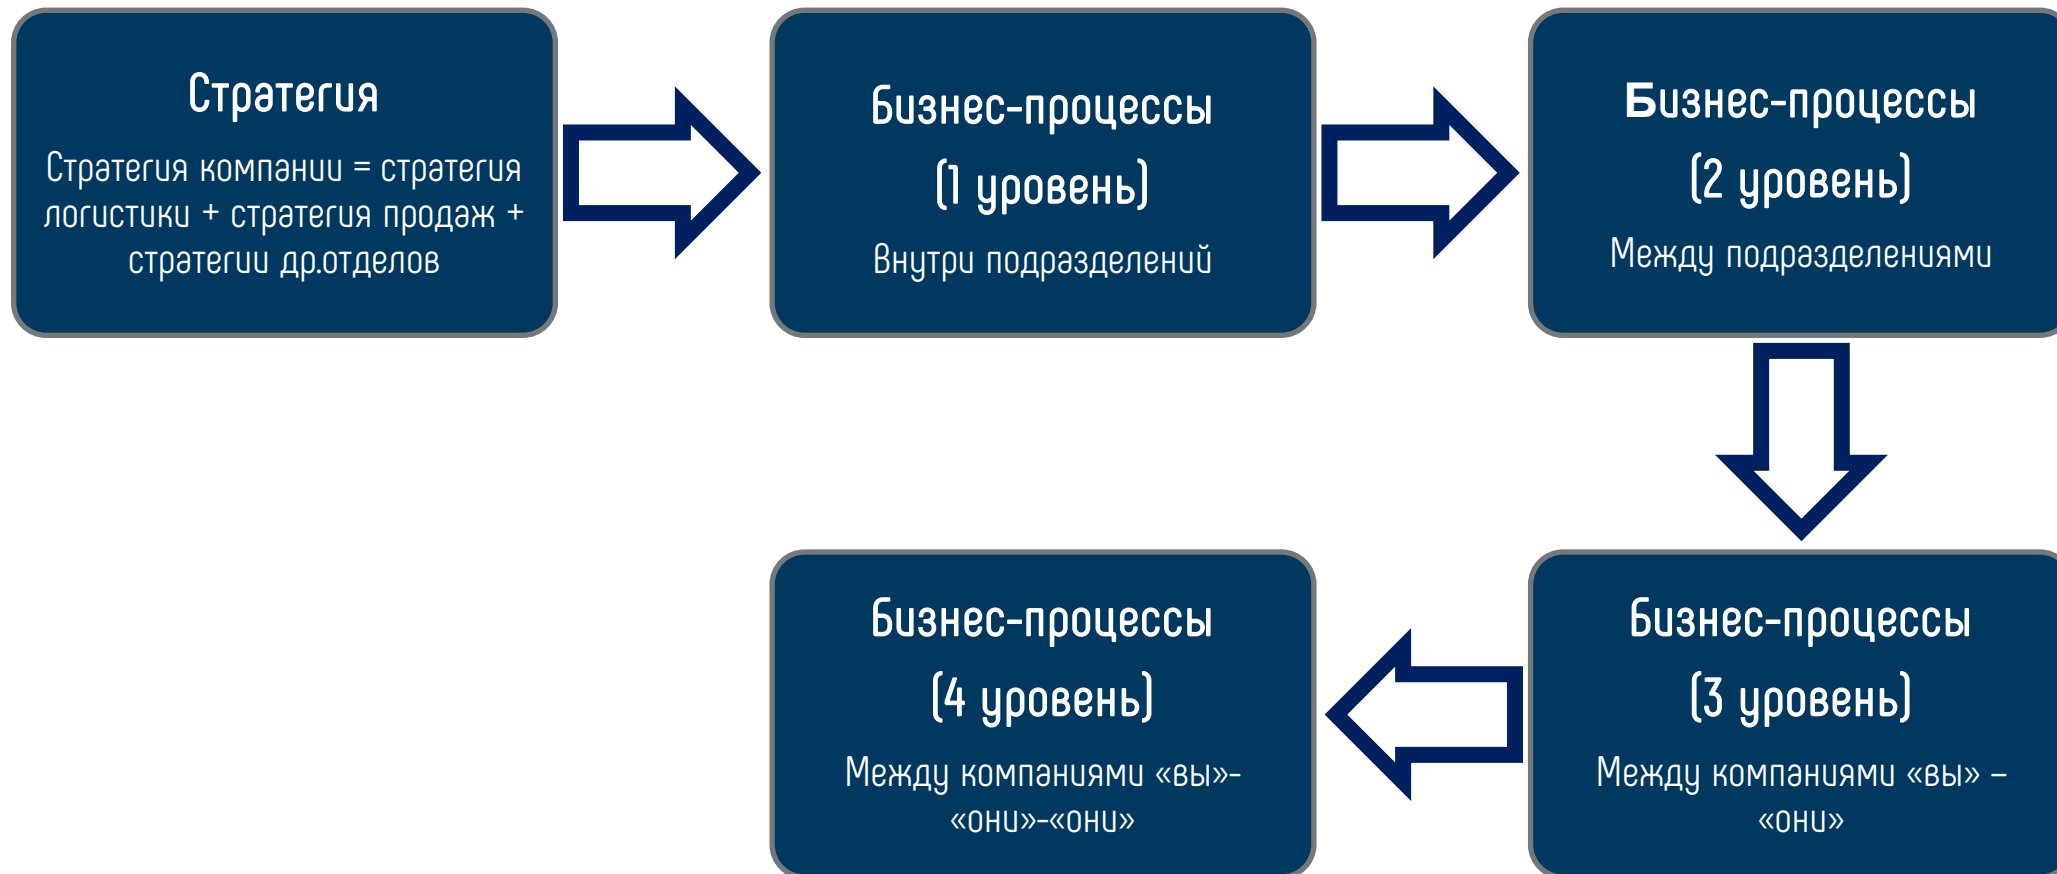 Стратегия
Стратегия компании = стратегия
логистики + стратегия продаж +
стратегии др.отделов
Бизнес-процессы
(1 уровень)
Внутри подразделений
Бизнес-процессы
(2 уровень)
Между подразделениями
Бизнес-процессы
(3 уровень)
Между компаниями «вы» –
«они»
Бизнес-процессы
(4 уровень)
Между компаниями «вы»-
«они»-«они»